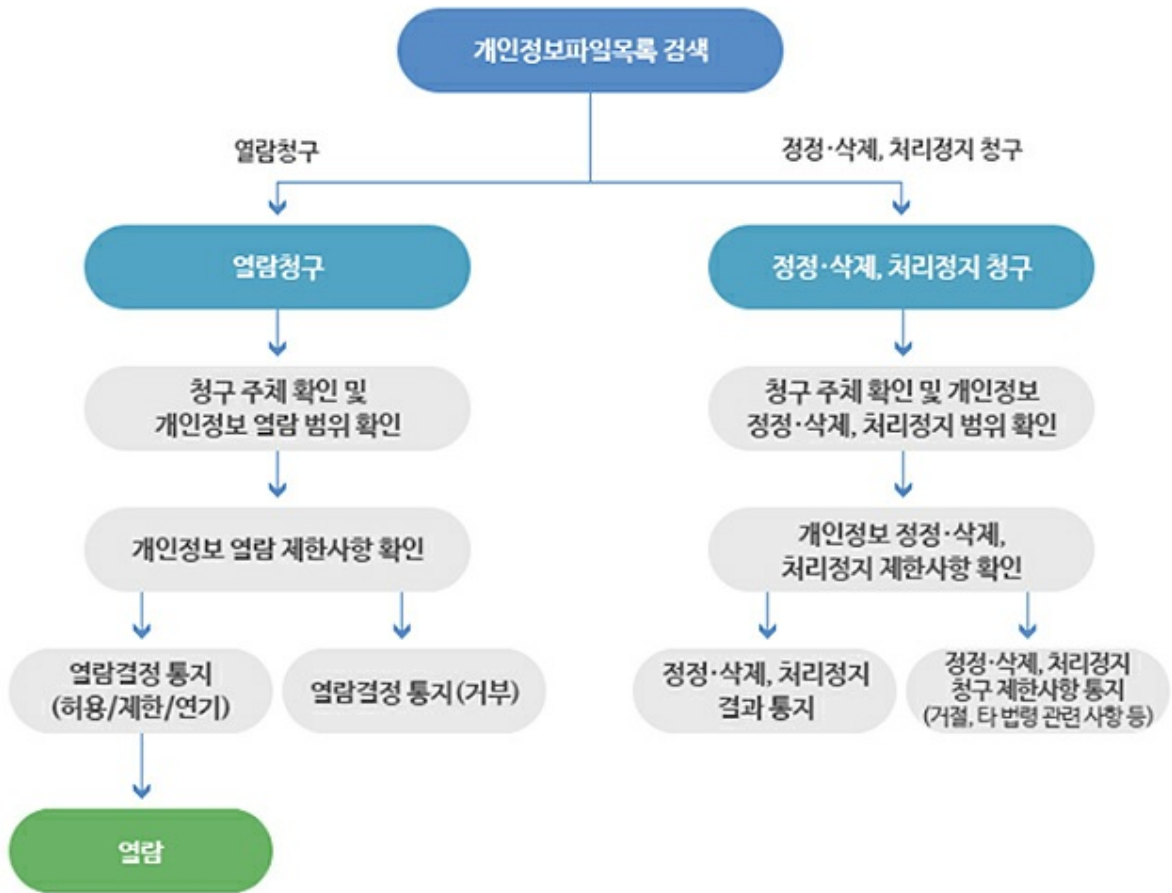 개인정보파일목록 검색
열람청구
정정·삭제, 처리정지 청구
열람청구
정정·삭제, 처리정지 청구
청구 주체 확인 및
개인정보 열람 범위 확인
청구 주체 확인 및 개인정보
정정·삭제, 처리정지 범위 확인
개인정보 열람 제한사항 확인
개인정보 정정·삭제,
처리정지 제한사항 확인
열람결정 통지
(허용/제한/연기)
열람결정 통지(거부)
정정·삭제, 처리정지
결과 통지
정정·삭제, 처리정지
청구 제한사항 통지
(거절, 타 법령 관련 사항 등)
열람